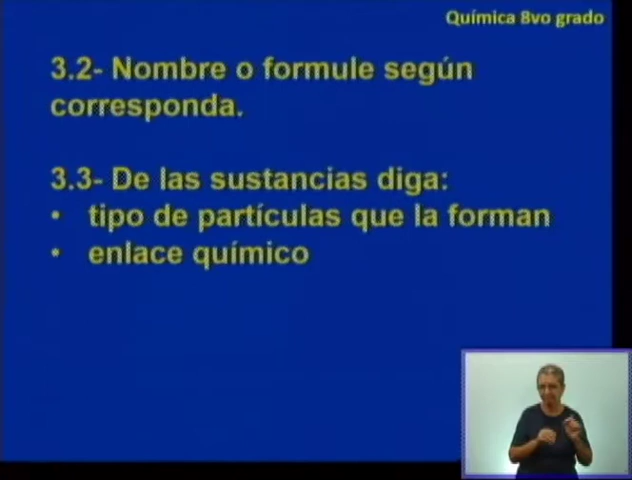 Química 8vo grado
3.2- Nombre o formule según
corresponda.
3.3- De las sustancias diga:
• tipo de partículas que la forman
• enlace químico